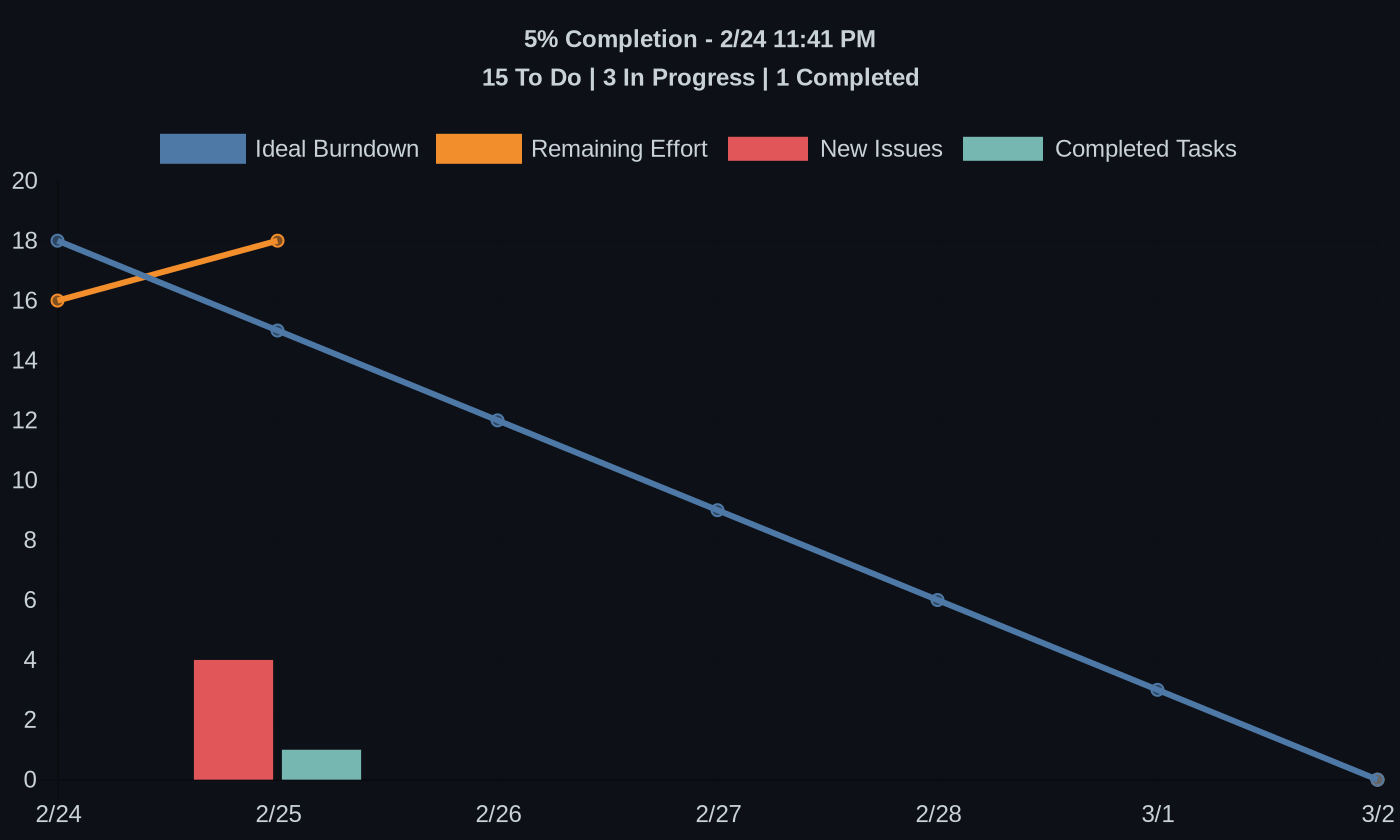 5% Completion - 2/24 11:41 PM
15 To Do | 3 In Progress | 1 Completed
Ideal Burndown Remaining Effort New Issues Completed Tasks
20
18
16
14
12
10
8
6
4
2
0
2/24 2/25 2/26 2/27 2/28 3/1 3/2